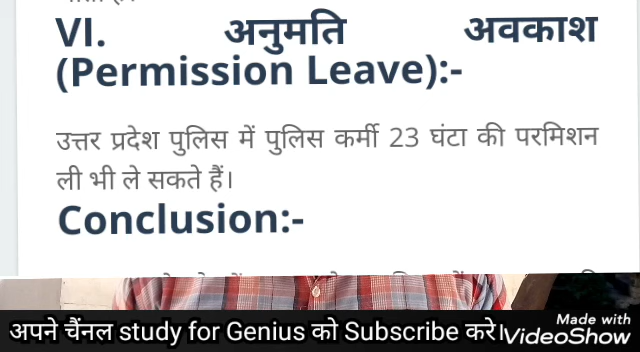 VI. अनुमति अवकाश
(Permission Leave):-
उत्तर प्रदेश पुलिस में पुलिस कर्मी 23 घंटा की परमिशन
ली भी ले सकते हैं।
Conclusion:-
अपने चैंनल study for Genius को Subscribe करे।
Made with
VideoShow